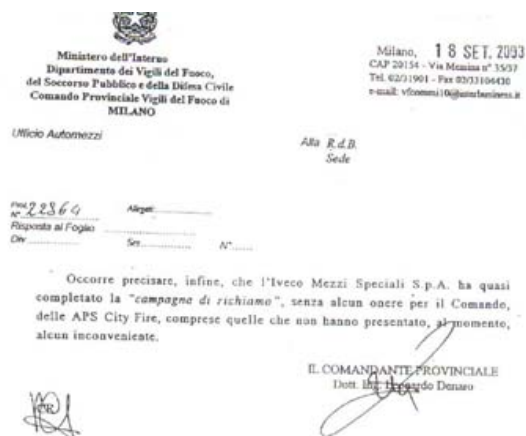 Ministero dell'Interno
Dipartimento dei Vigili del Fuoco,
del Soccorso Pubblico e della Difesa Civile
Comando Provinciale Vigili del Fuoco di
MILANO
Ufficio Automezzi
Milano, 18 SET. 2003
CAP 20154 - Via Messina n° 35/37
Tel. 02/31901 - Fax 02/33104430
e-mail:
Alla R.d.B.
Sede
Prot. N° 22864 Allegati
Risposta al Foglio
Div Sez. N°
Occorre precisare, infine, che l'Iveco Mezzi Speciali S.p.A. ha quasi
completato la "campagna di richiamo", senza alcun onere per il Comando,
delle APS City Fire, comprese quelle che non hanno presentato, al momento,
alcun inconveniente.
IL COMANDANTE PROVINCIALE
Dott. Ing. Leonardo Denaro